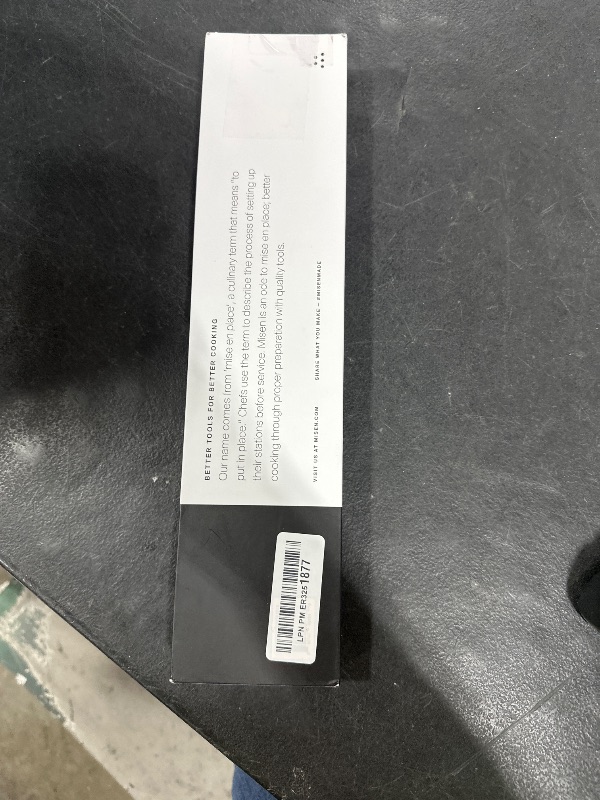 BETTER TOOLS FOR BETTER COOKING
Our name comes from 'mise en place', a culinary term that means "to
put in place." Chefs use the term to describe the process of setting up
their stations before service. Misen is an ode to mise en place; better
cooking through proper preparation with quality tools.
VISIT US AT MISEN.COM
SHARE WHAT YOU MAKE – #MISENMADE
LPN PM ER3251877